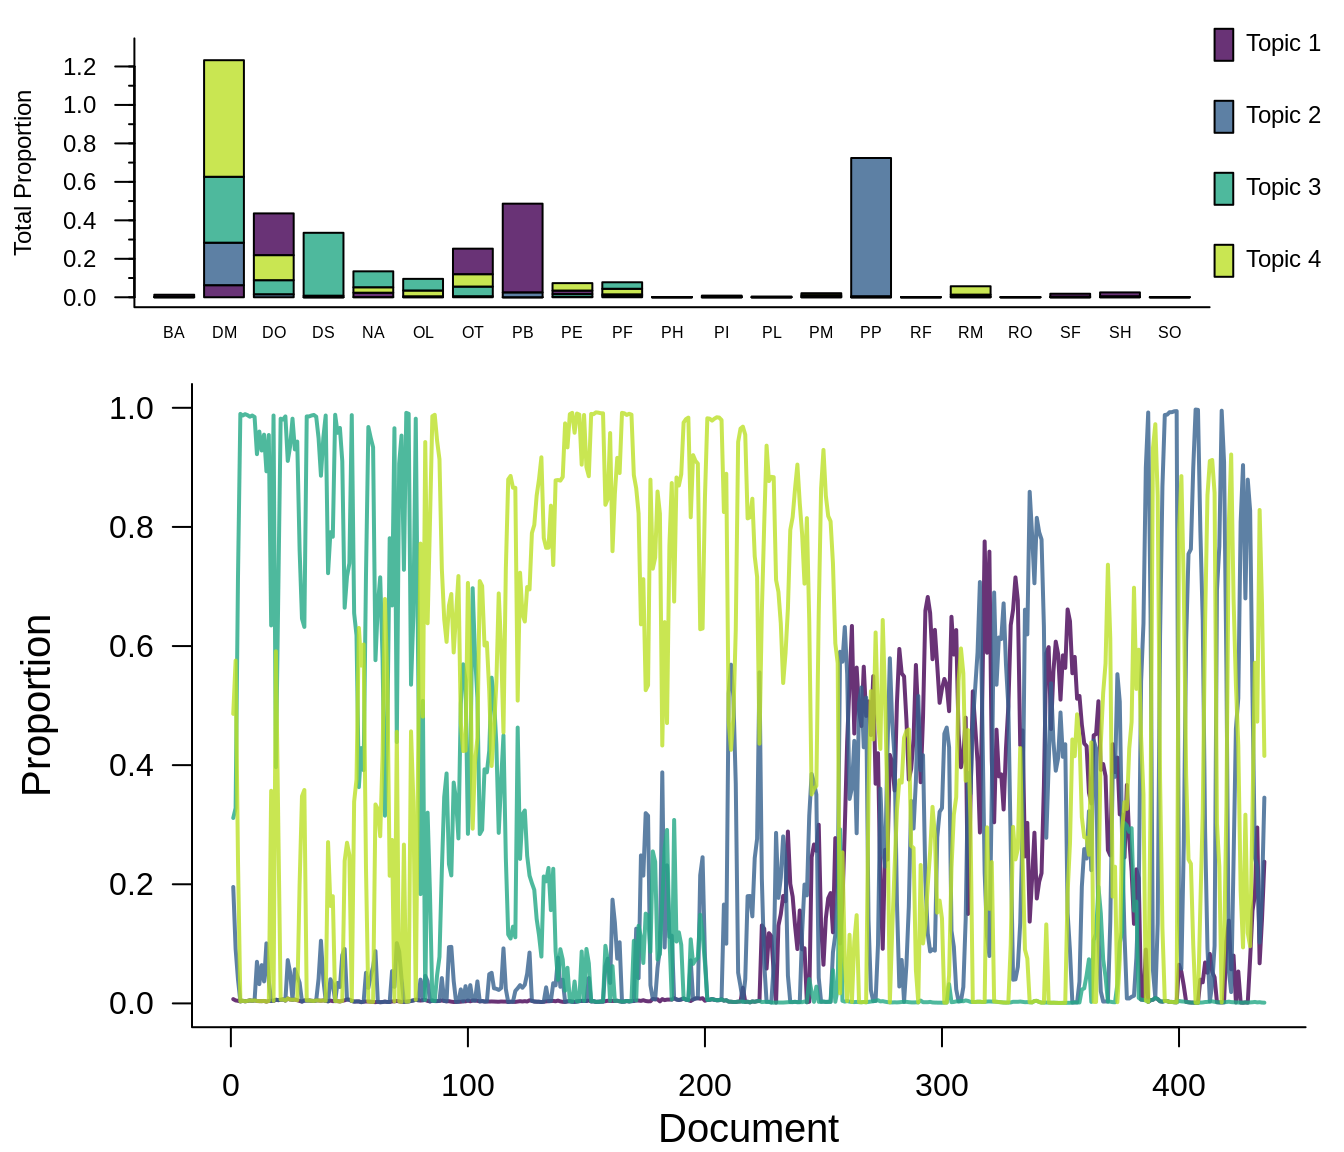 Total Proportion
1.2
1.0
0.8
0.6
0.4
0.2
0.0
BA DM DO DS NA OL OT PB PE PF PH PI PL PM PP RF RM RO SF SH SO
Topic 1
Topic 2
Topic 3
Topic 4
Proportion
1.0
0.8
0.6
0.4
0.2
0.0
0 100 200 300 400
Document